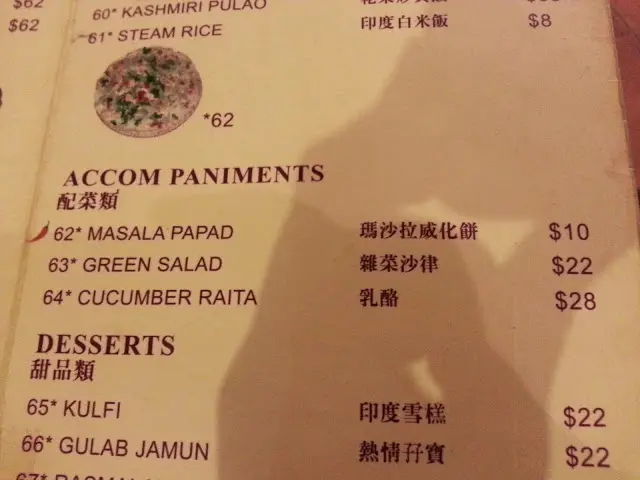 $62
60* KASHMIRI PULAO
$62
61* STEAM RICE 印度白米飯 $8
*62
ACCOM PANIMENTS
配菜類
62* MASALA PAPAD 瑪沙拉威化餅 $10
63* GREEN SALAD 雜菜沙律 $22
64* CUCUMBER RAITA 乳酪 $28
DESSERTS
甜品類
65* KULFI 印度雪糕 $22
66* GULAB JAMUN 熱情孖寶 $22